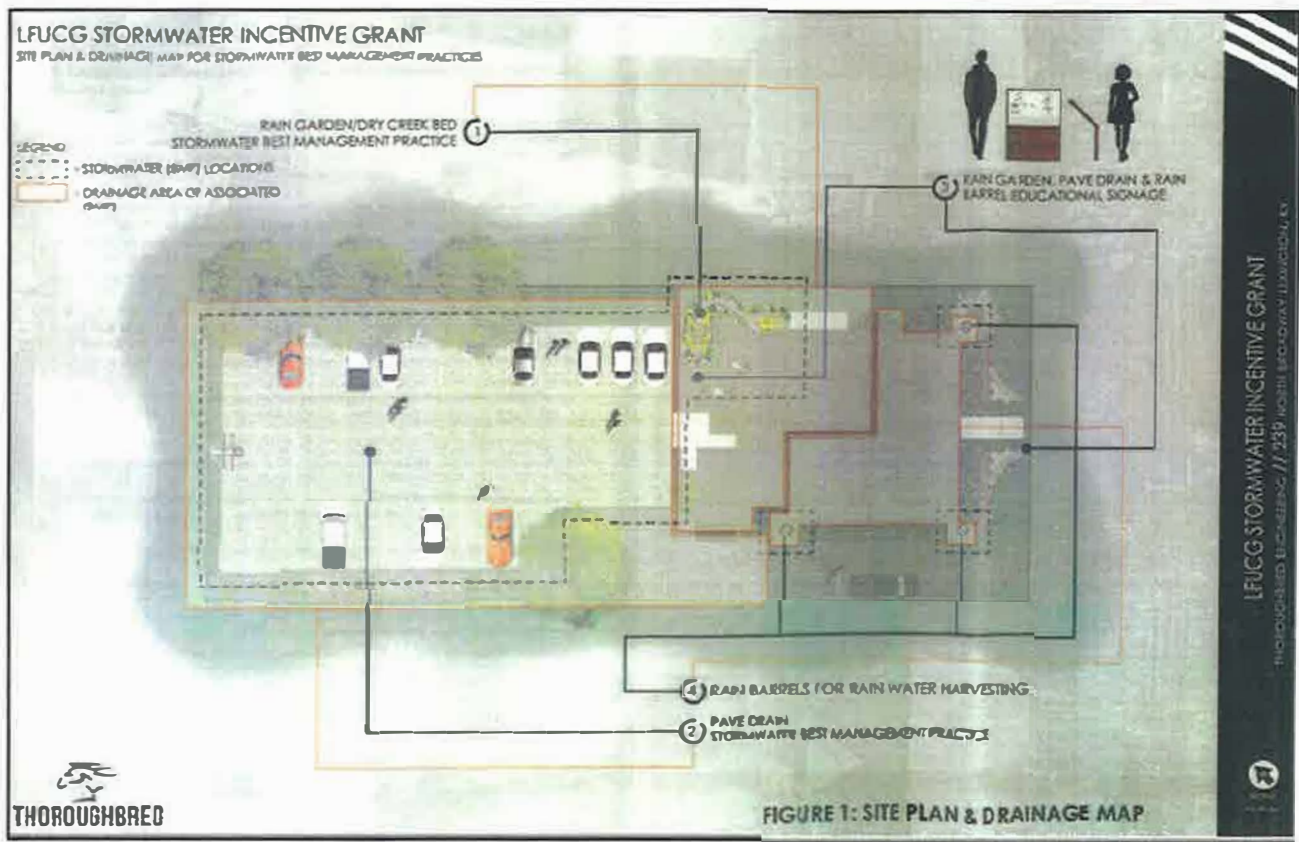 LFUCG STORMWATER INCENTIVE GRANT
SITE PLAN & DRAINAGE MAP FOR STORMWATER BEST MANAGEMENT PRACTICES
RAIN GARDEN/DRY CREEK BED
STORMWATER BEST MANAGEMENT PRACTICE
1
LEGEND
- STORMWATER (BMP) LOCATIONS
- DRAINAGE AREA OF ASSOCIATED
(BMP)
3
RAIN GARDEN, PAVE DRAIN & RAIN
BARREL EDUCATIONAL SIGNAGE
4
RAIN BARRELS FOR RAIN WATER HARVESTING
2
PAVE DRAIN
STORMWATER BEST MANAGEMENT PRACTICE
THOROUGHBRED
FIGURE 1: SITE PLAN & DRAINAGE MAP
LFUCG STORMWATER INCENTIVE GRANT
THOROUGHBRED ENGINEERING // 239 NORTH BROADWAY LEXINGTON, KY